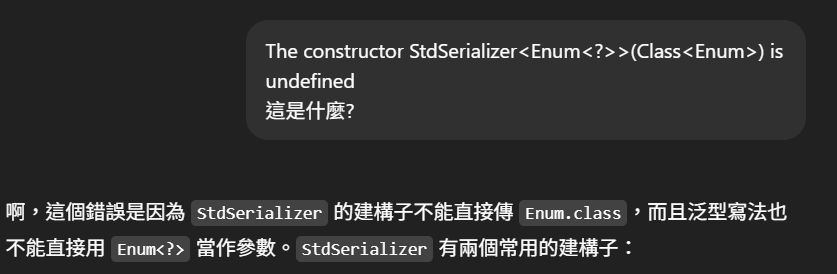 The constructor StdSerializer<Enum<?>>(Class<Enum>) is
undefined
這是什麼?
啊，這個錯誤是因為 StdSerializer 的建構子不能直接傳 Enum.class，而且泛型寫法也
不能直接用 Enum<?> 當作參數。StdSerializer 有兩個常用的建構子：